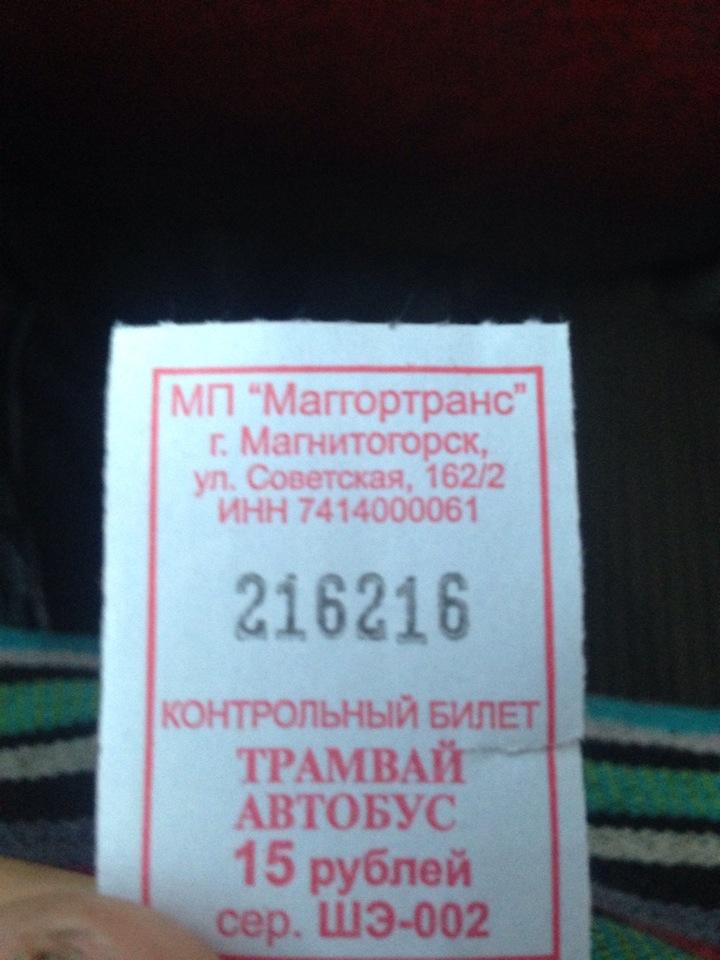 МП “Маггортранс”
г. Магнитогорск,
ул. Советская, 162/2
ИНН 7414000061
216216
КОНТРОЛЬНЫЙ БИЛЕТ
ТРАМВАЙ
АВТОБУС
15 рублей
сер. ШЭ-002